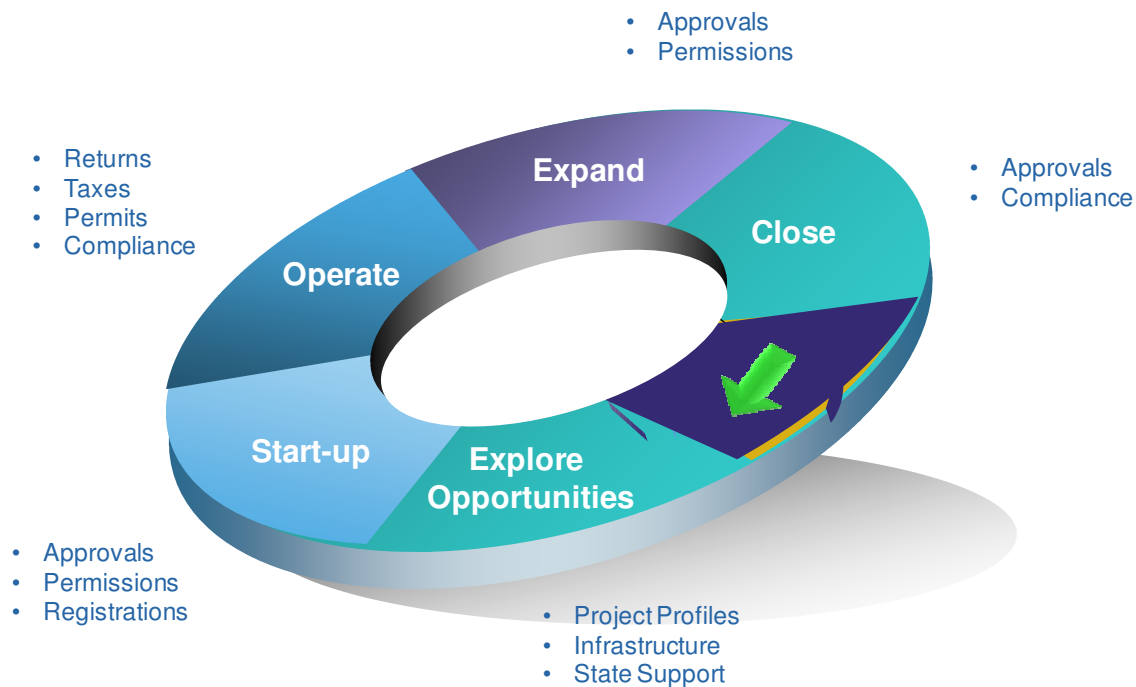 • Approvals
• Permissions
• Returns
• Taxes
• Permits
• Compliance
Expand
• Approvals
• Compliance
Close
Operate
Start-up
Explore
Opportunities
• Approvals
• Permissions
• Registrations
• Project Profiles
• Infrastructure
• State Support